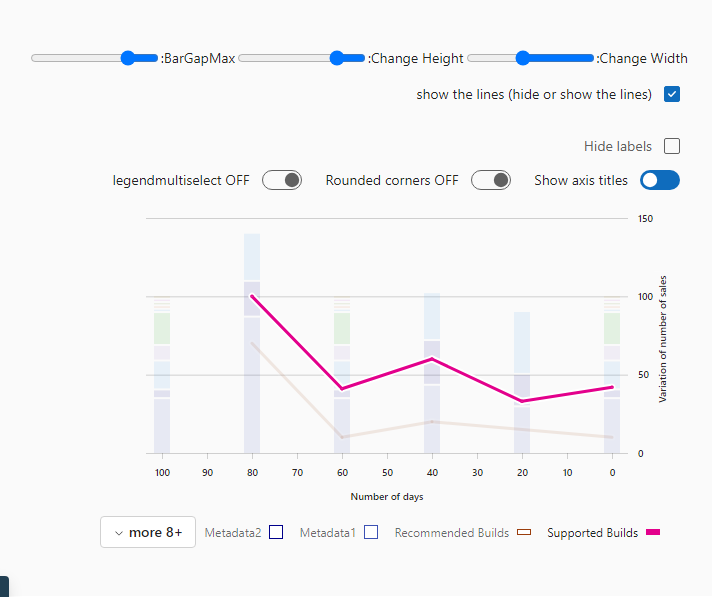 :BarGapMax :Change Height :Change Width
show the lines (hide or show the lines)
Hide labels
legendmultiselect OFF Rounded corners OFF Show axis titles
150
100
50
0
Variation of number of sales
100 90 80 70 60 50 40 30 20 10 0
Number of days
more 8+ Metadata2 Metadata1 Recommended Builds Supported Builds